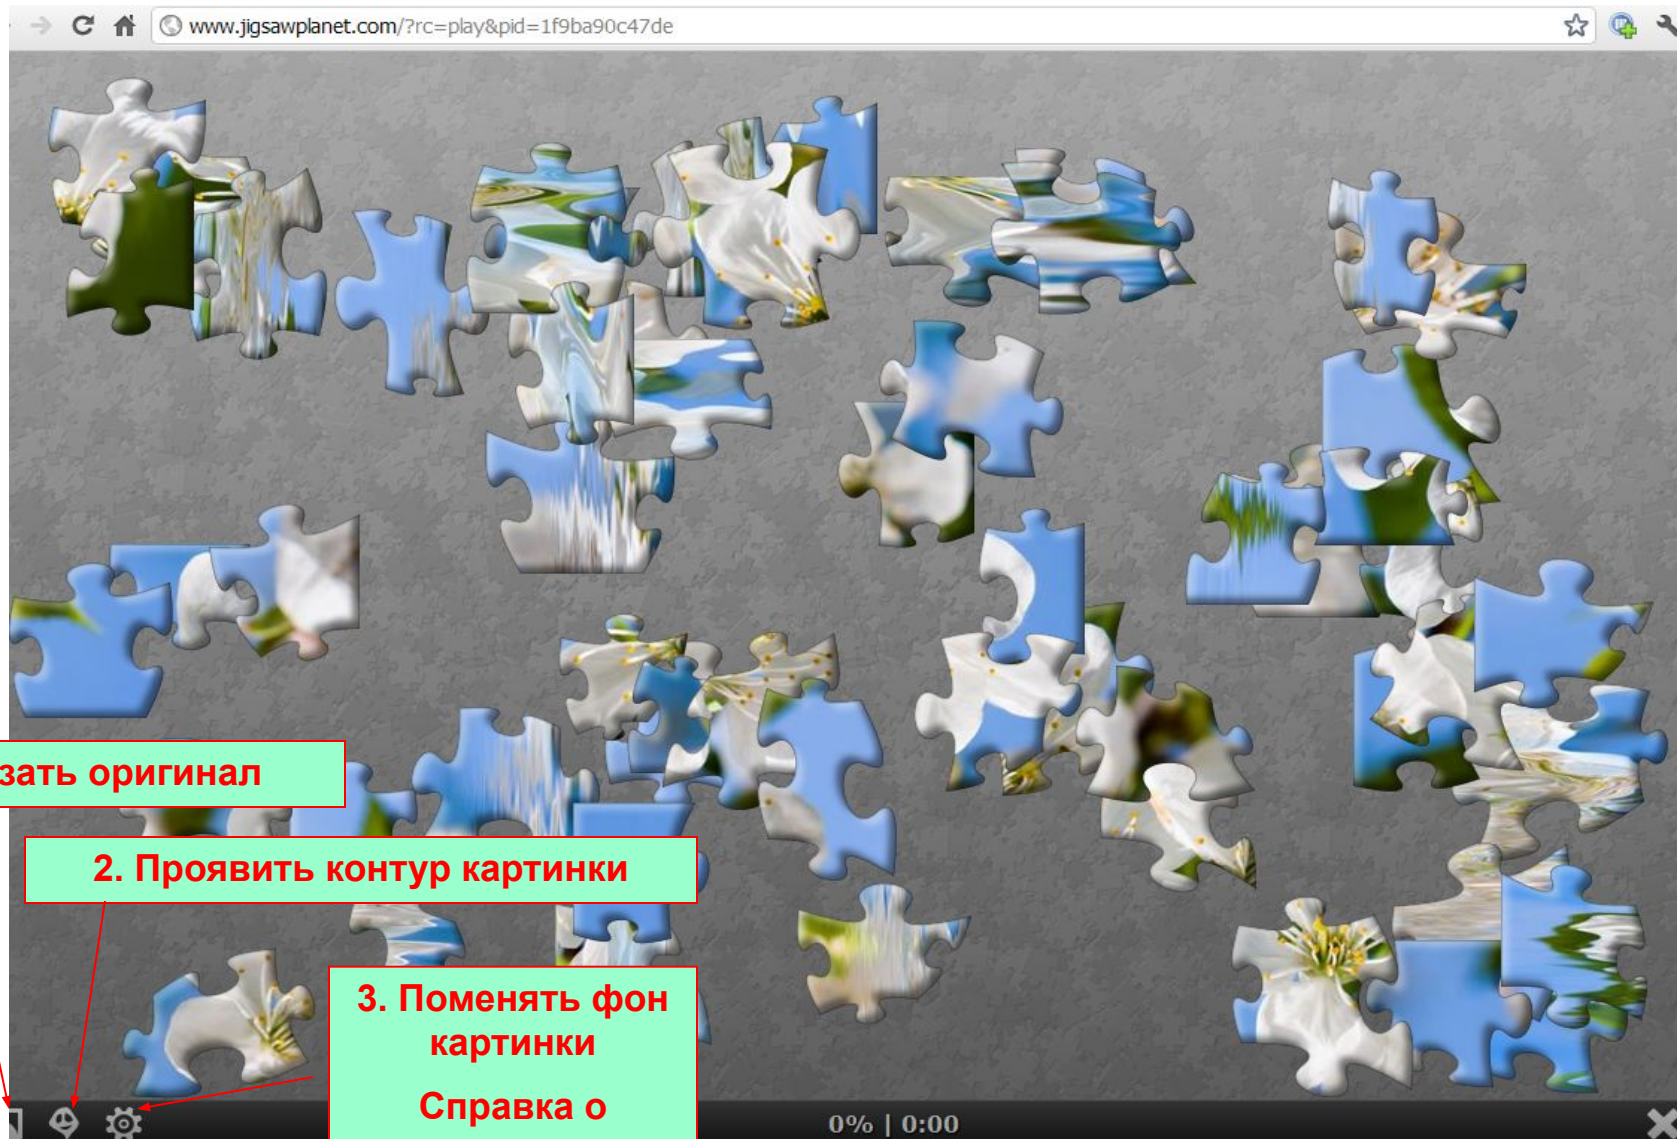 www.jigsawplanet.com/?rc=play&pid=1f9ba90c47de
зать оригинал
2. Проявить контур картинки
3. Поменять фон
картинки
Справка о
0% | 0:00